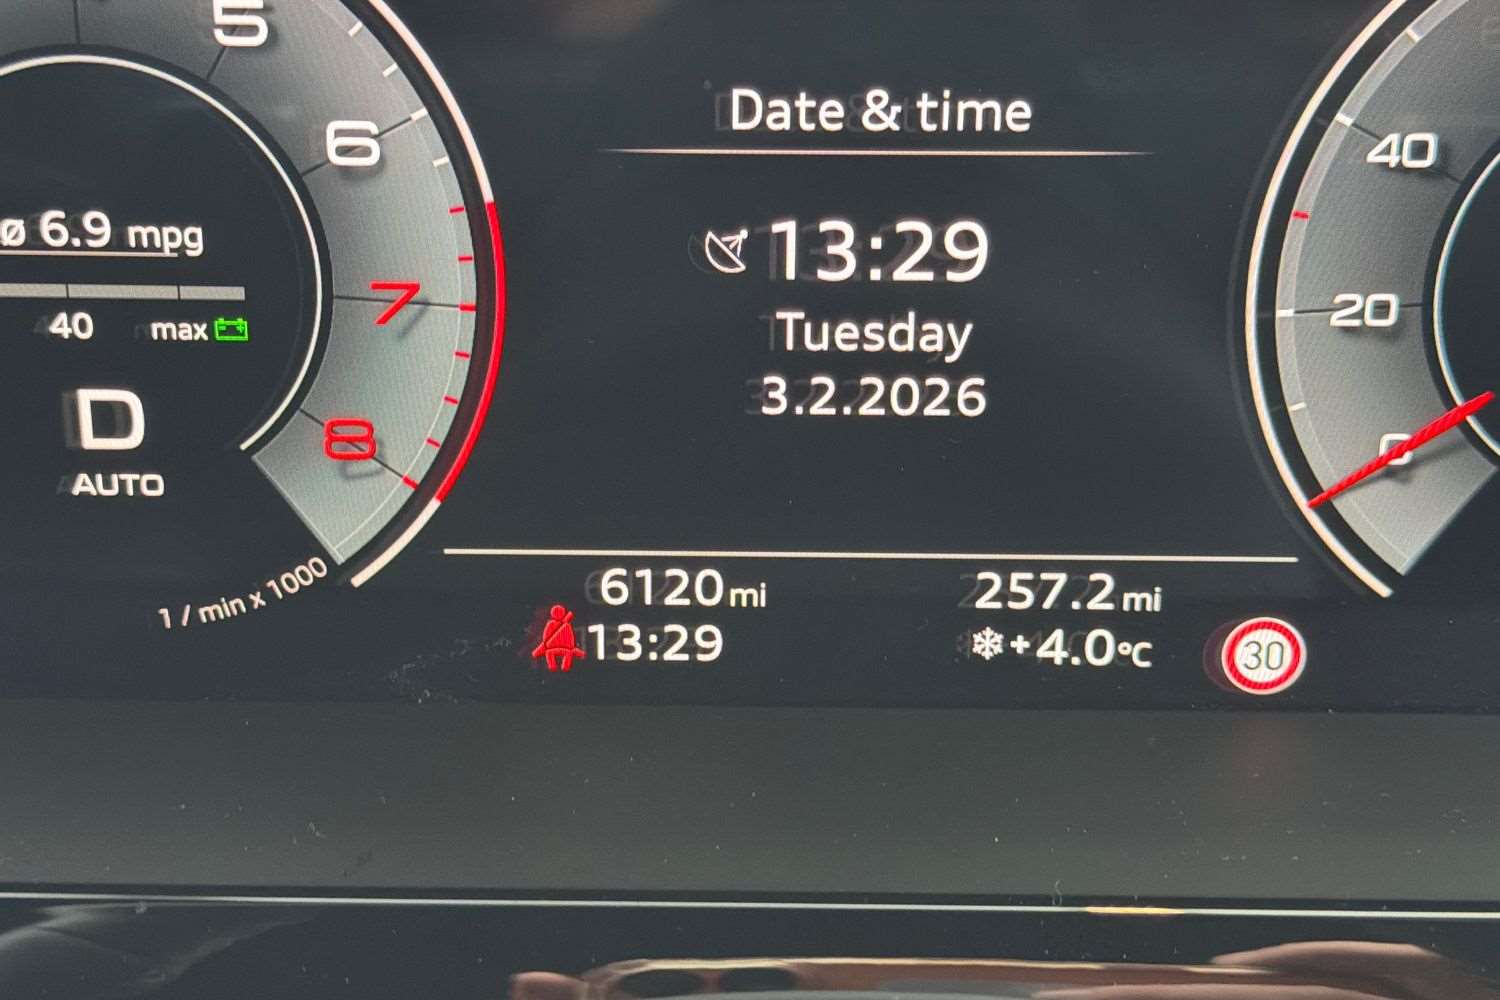 5
6
7
8
1 / min x 1000
ø 6.9 mpg
40 max
D
AUTO
Date & time
13:29
Tuesday
3.2.2026
6120 mi
257.2 mi
13:29
+4.0°C
30
40
20
0